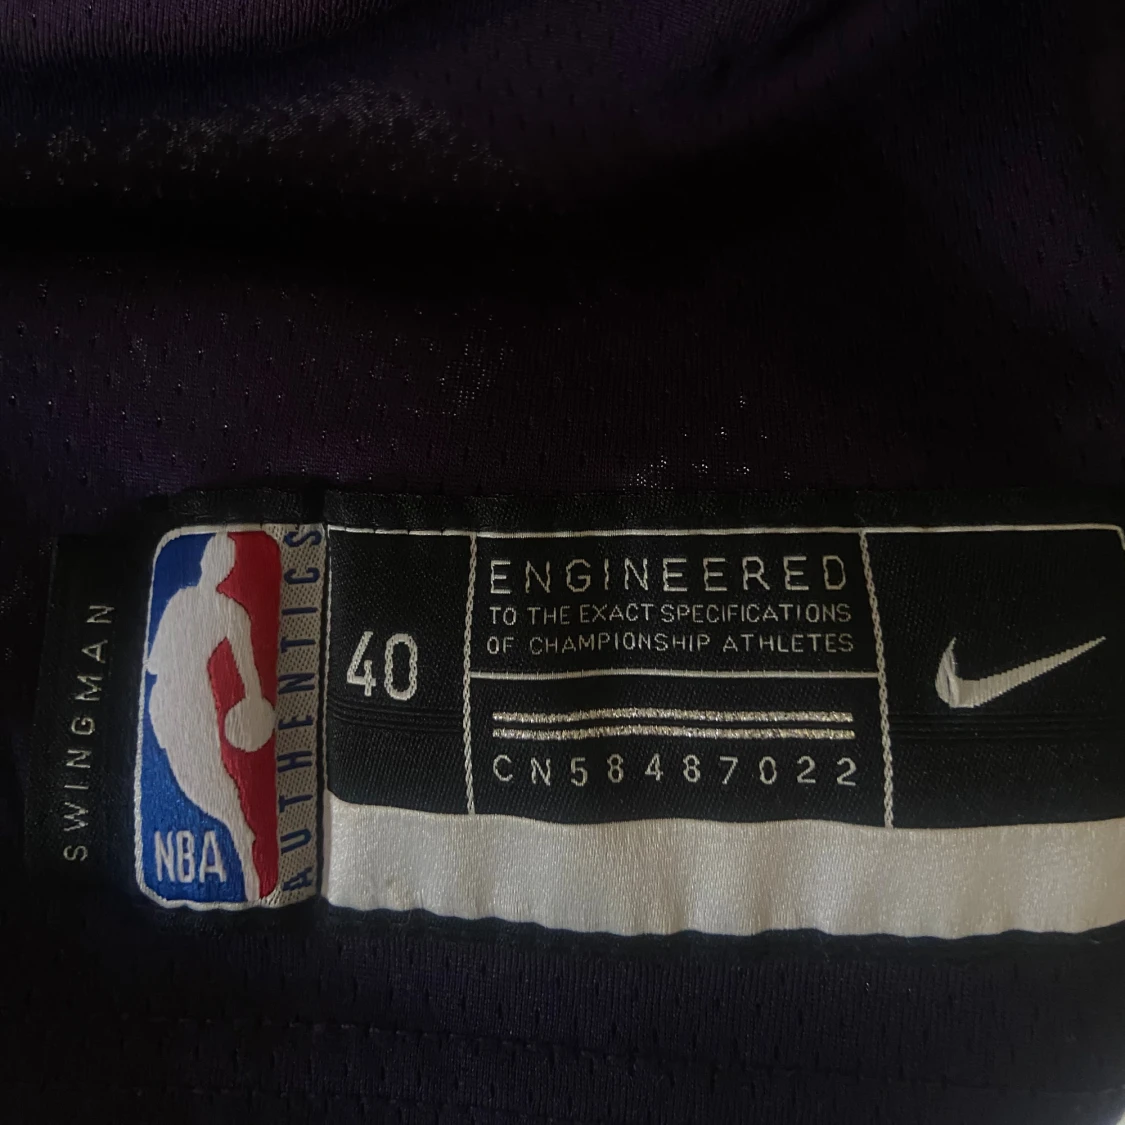 SWINGMAN
NBA
AUTHENTICS
40
ENGINEERED
TO THE EXACT SPECIFICATIONS
OF CHAMPIONSHIP ATHLETES
CN58487022